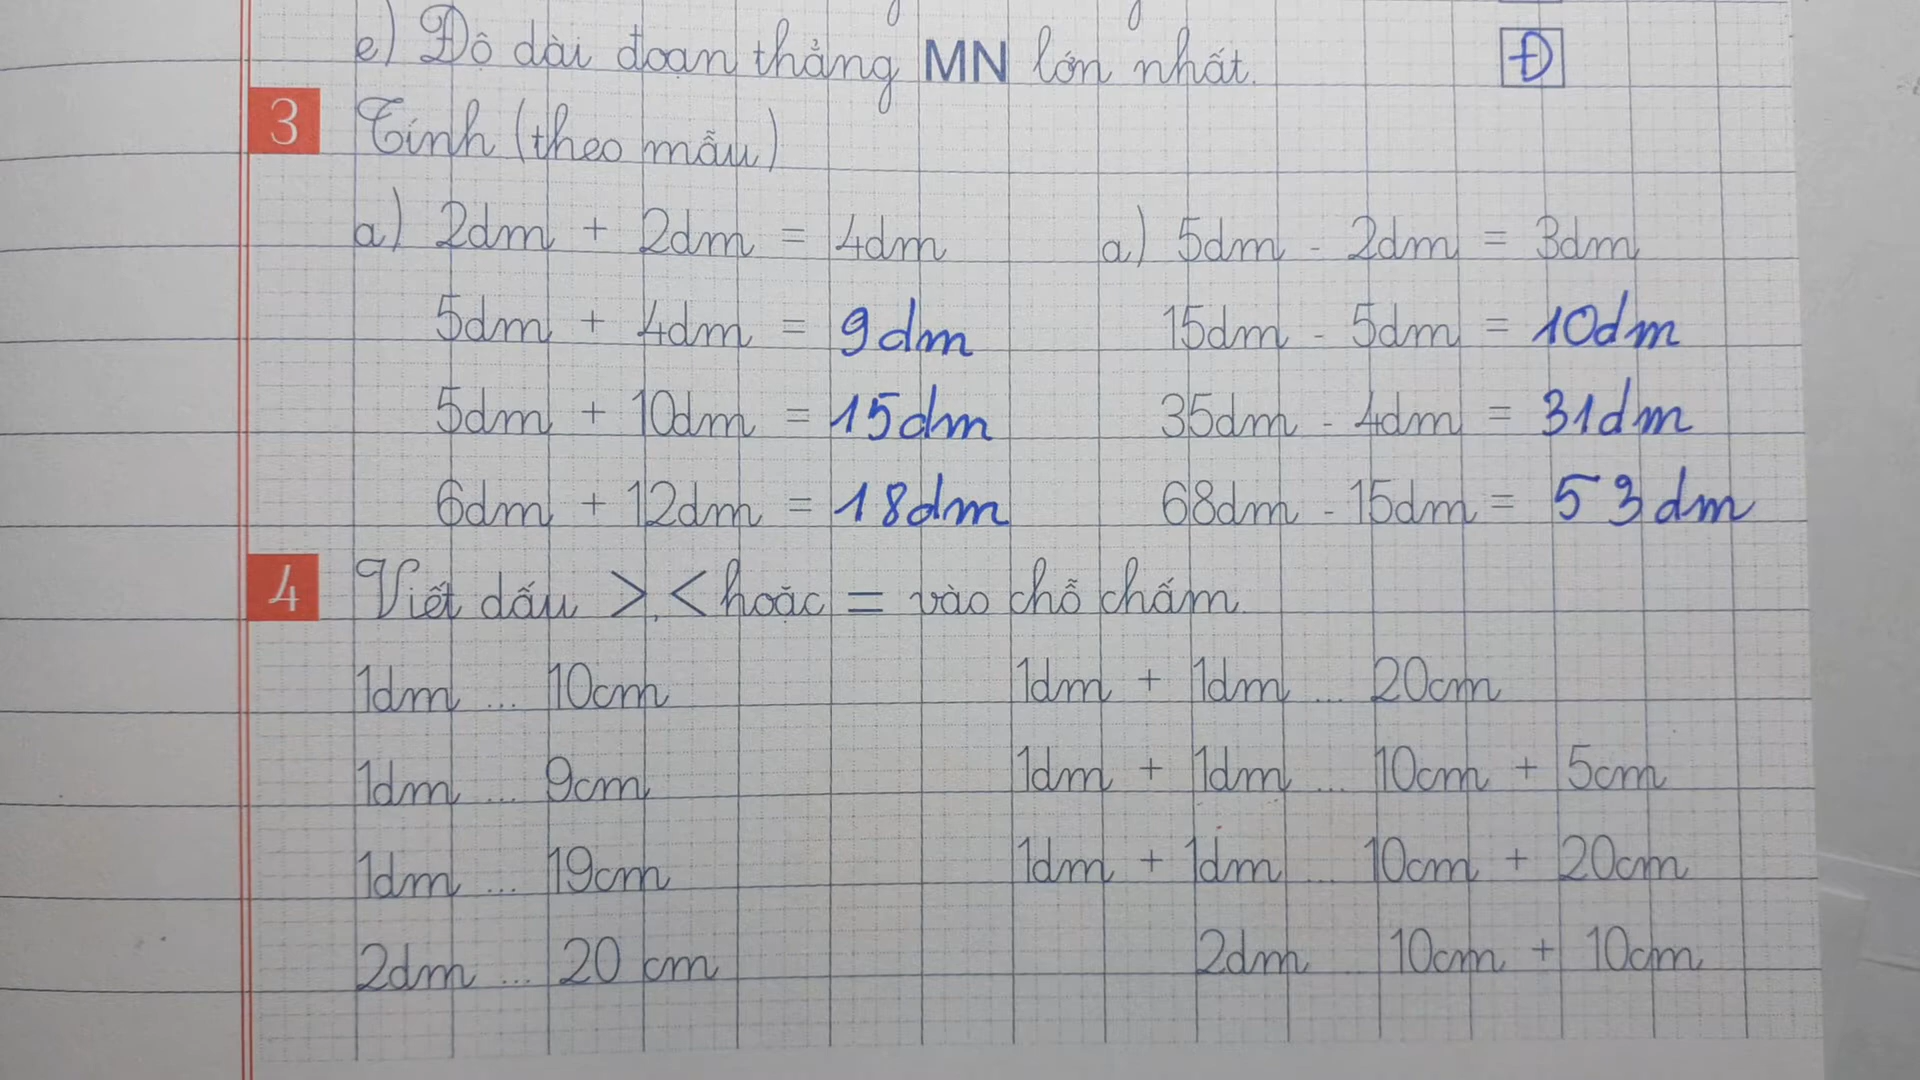 e) Độ dài đoạn thẳng MN lớn nhất. Đ
3 Tính (theo mẫu)
a) 2dm + 2dm = 4dm a) 5dm - 2dm = 3dm
5dm + 4dm = 9dm 15dm - 5dm = 10dm
5dm + 10dm = 15dm 35dm - 4dm = 31dm
6dm + 12dm = 18dm 68dm - 15dm = 53dm
4 Viết dấu >, < hoặc = vào chỗ chấm.
1dm ... 10cm 1dm + 1dm ... 20cm
1dm ... 9cm 1dm + 1dm ... 10cm + 5cm
1dm ... 19cm 1dm + 1dm ... 10cm + 20cm
2dm ... 20 cm 2dm 10cm + 10cm